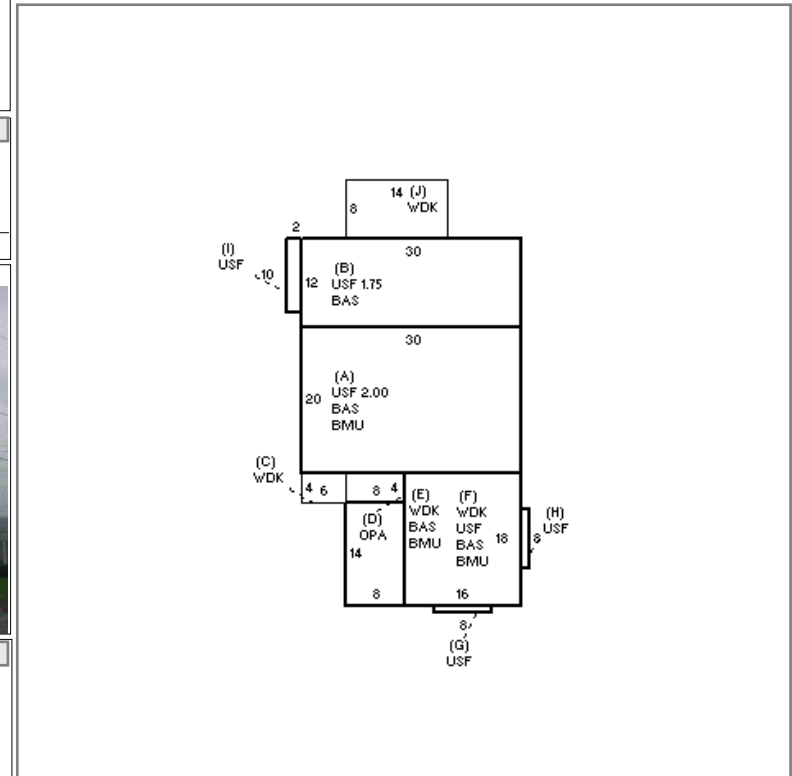 14 (J)
8 WDK
2
(I)
USF
10
30
12 (B)
USF 1.75
BAS
30
(A)
20 USF 2.00
BAS
BMU
(C)
WDK
4 6
8 4
(D)
OPA
14
8
(E)
WDK
BAS
BMU
(F)
WDK
USF
BAS
BMU
18
16
(H)
USF
8
8
(G)
USF